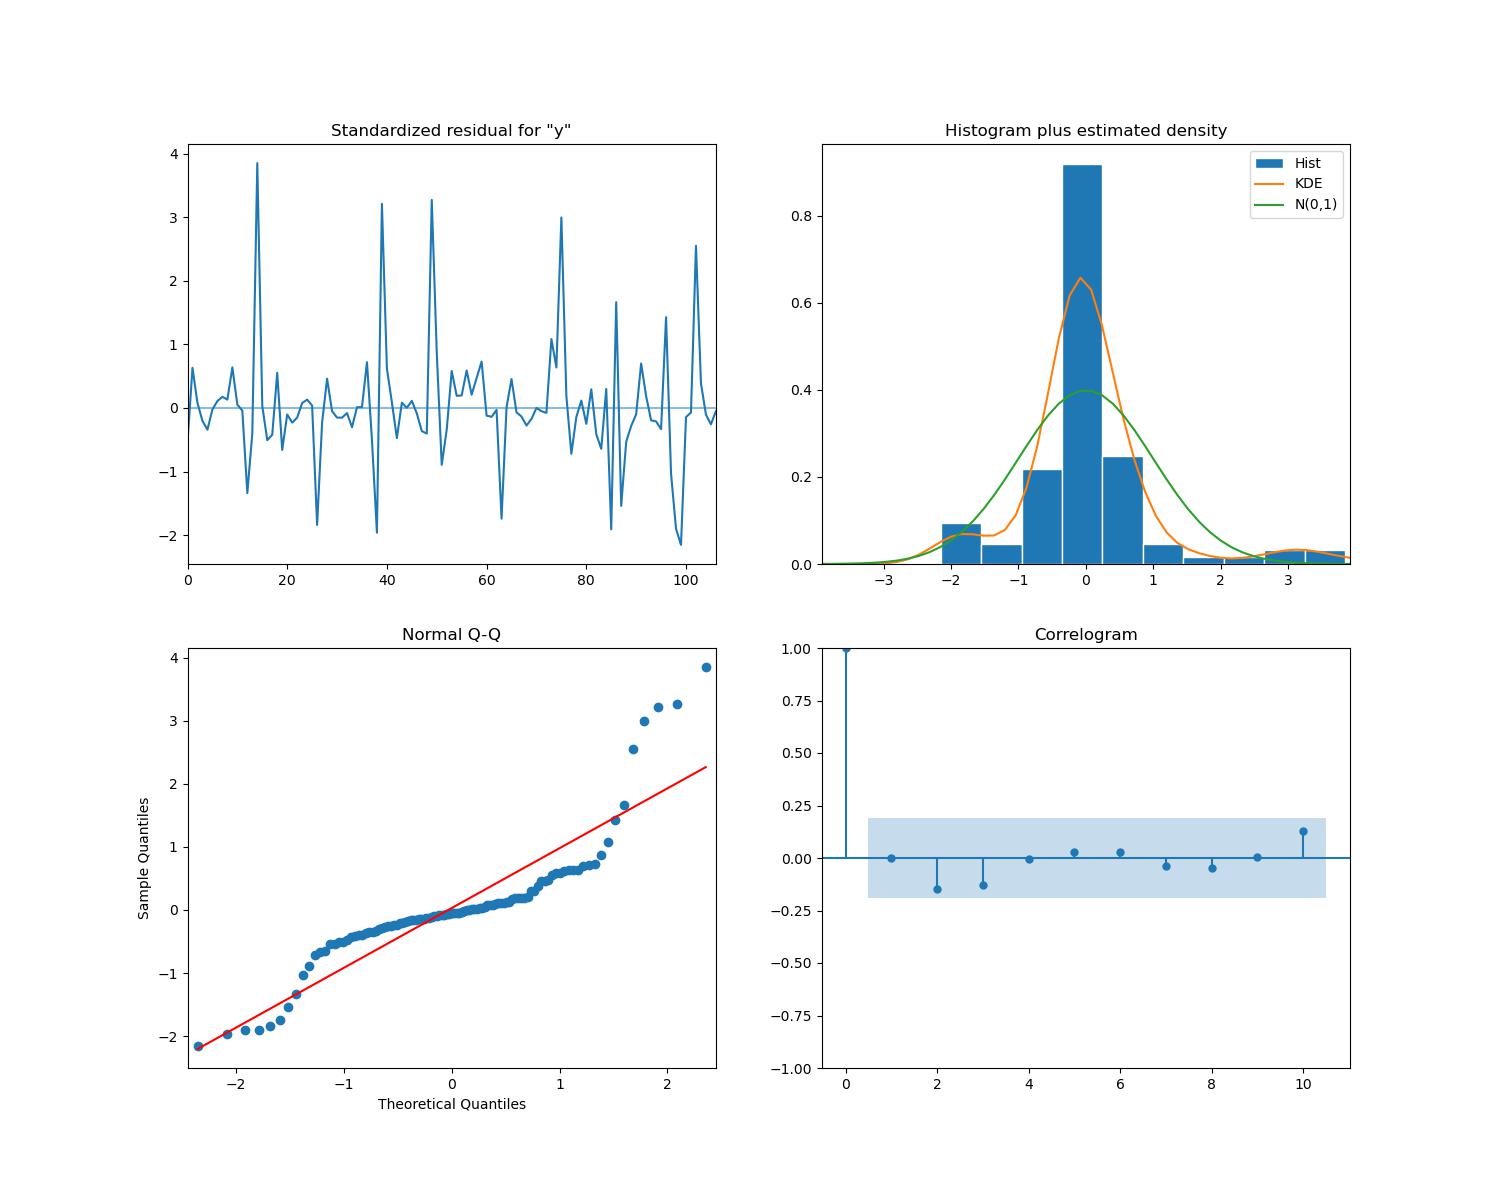 Standardized residual for "y"
4
3
2
1
0
−1
−2
0 20 40 60 80 100
Histogram plus estimated density
Hist
KDE
N(0,1)
0.8
0.6
0.4
0.2
0.0
−3 −2 −1 0 1 2 3
Normal Q-Q
Sample Quantiles
4
3
2
1
0
−1
−2
−2 −1 0 1 2
Theoretical Quantiles
Correlogram
1.00
0.75
0.50
0.25
0.00
−0.25
−0.50
−0.75
−1.00
0 2 4 6 8 10